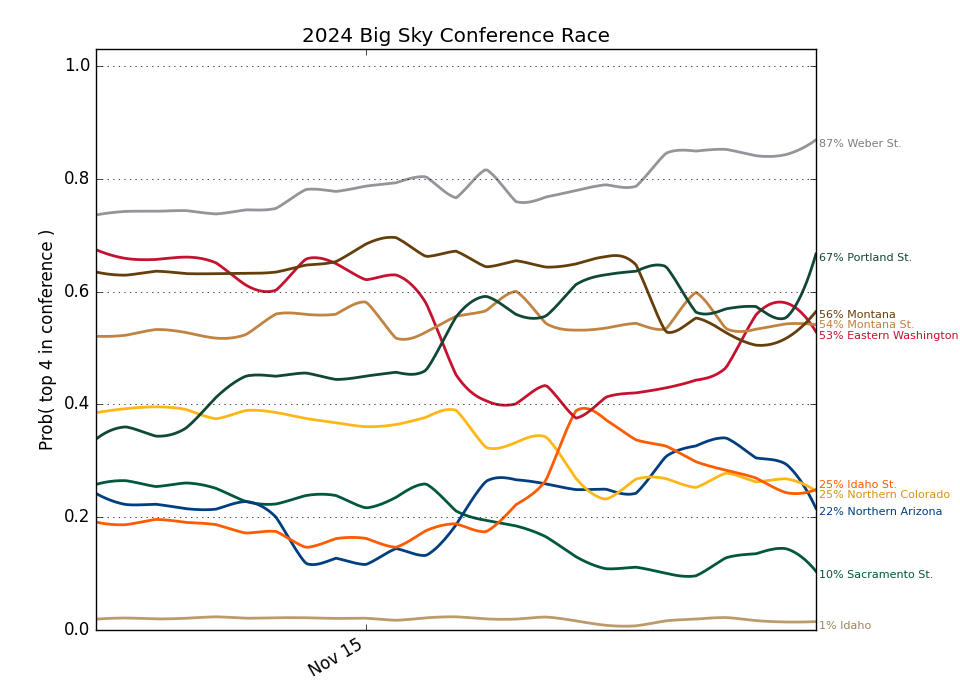 2024 Big Sky Conference Race
Prob( top 4 in conference )
1.0
0.8
0.6
0.4
0.2
0.0
Nov 15
87% Weber St.
67% Portland St.
56% Montana
54% Montana St.
53% Eastern Washington
25% Idaho St.
25% Northern Colorado
22% Northern Arizona
10% Sacramento St.
1% Idaho